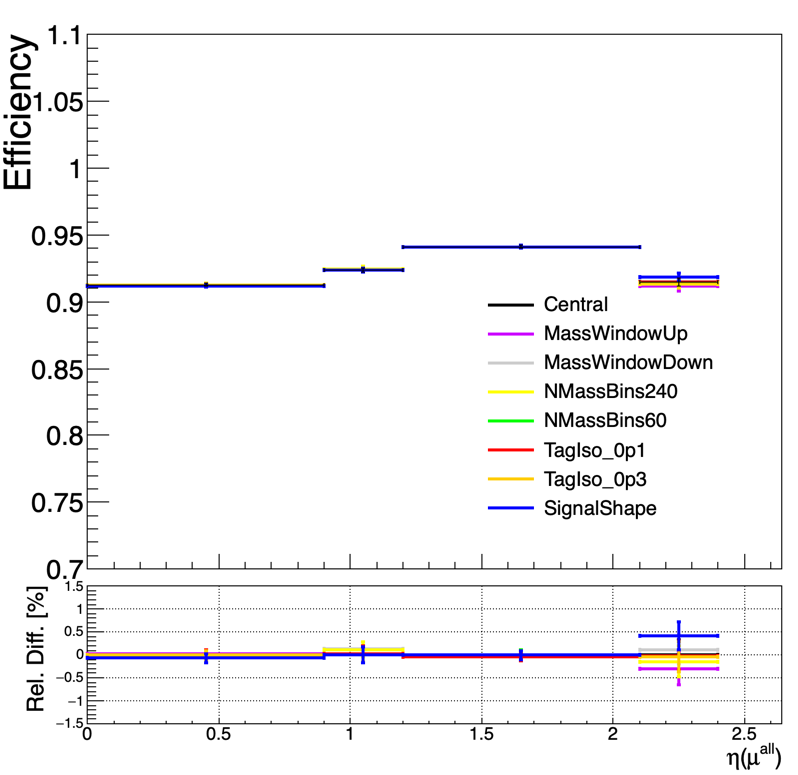 Efficiency
1.1
1.05
1
0.95
0.9
0.85
0.8
0.75
0.7
Central
MassWindowUp
MassWindowDown
NMassBins240
NMassBins60
TagIso_0p1
TagIso_0p3
SignalShape
Rel. Diff. [%]
1.5
1
0.5
0
−0.5
−1
−1.5
0 0.5 1 1.5 2 2.5
η(μ^all)